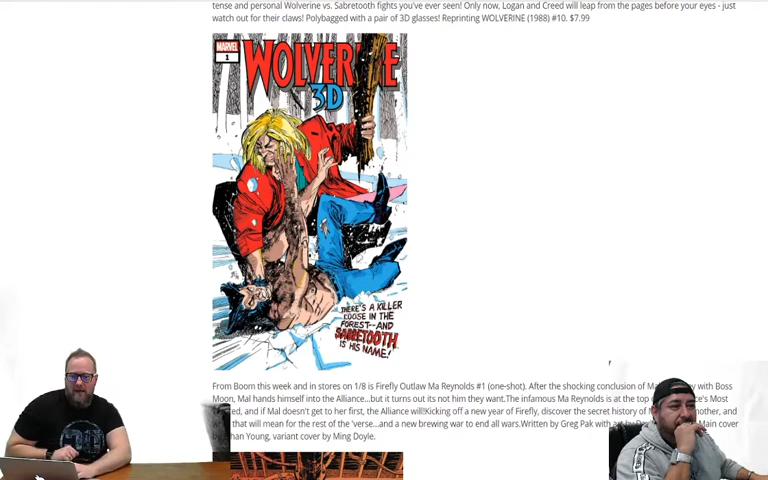 tense and personal Wolverine vs. Sabretooth fights you've ever seen! Only now, Logan and Creed will leap from the pages before your eyes - just
watch out for their claws! Polybagged with a pair of 3D glasses! Reprinting WOLVERINE (1988) #10. $7.99
MARVEL
1
WOLVERINE
3D
THERE'S A KILLER
LOOSE IN THE
FOREST--AND
SABRETOOTH
IS HIS NAME!
From Boom this week and in stores on 1/8 is Firefly Outlaw Ma Reynolds #1 (one-shot). After the shocking conclusion of with Boss
Moon, Mal hands himself into the Alliance...but it turns out its not him they want.The infamous Ma Reynolds is at the top Most
and if Mal doesn't get to her first, the Alliance will!Kicking off a new year of Firefly, discover the secret history of and
that will mean for the rest of the 'verse...and a new brewing war to end all wars.Written by Greg Pak with Main cover
Young, variant cover by Ming Doyle.